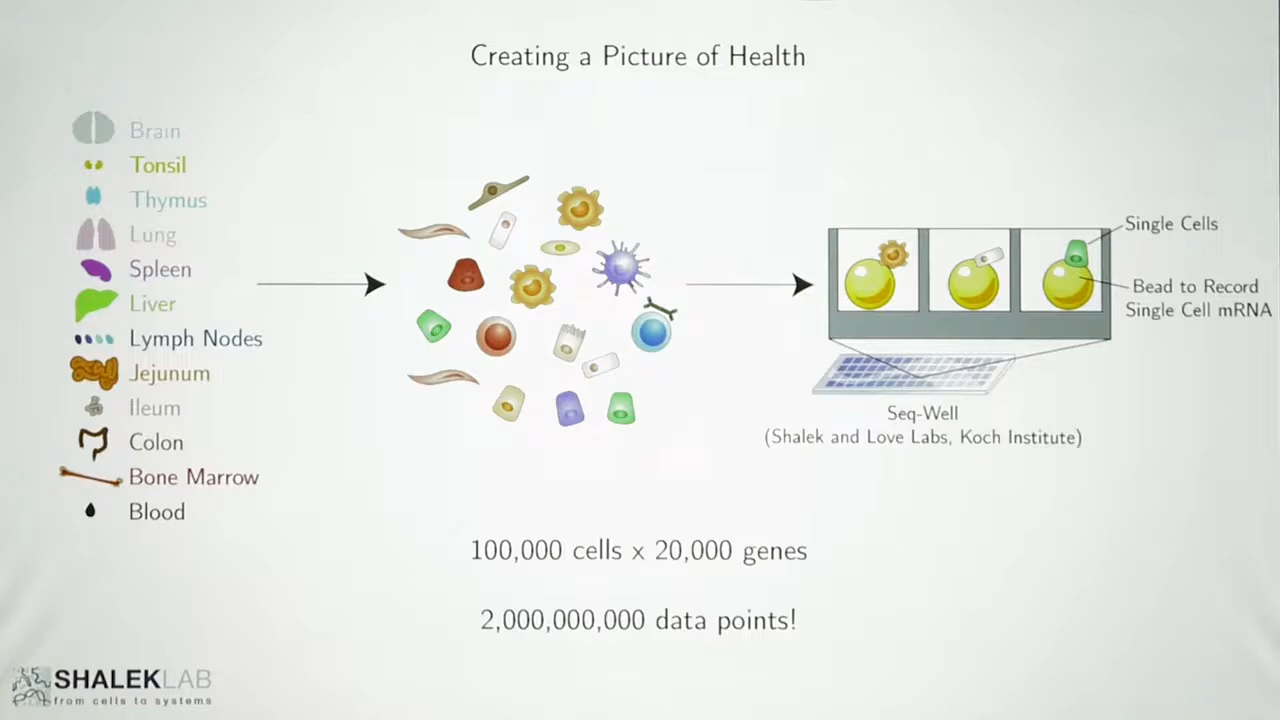 Creating a Picture of Health
Brain
Tonsil
Thymus
Lung
Spleen
Liver
Lymph Nodes
Jejunum
Ileum
Colon
Bone Marrow
Blood
Single Cells
Bead to Record
Single Cell mRNA
Seq-Well
(Shalek and Love Labs, Koch Institute)
100,000 cells x 20,000 genes
2,000,000,000 data points!
SHALEKLAB
from cells to systems